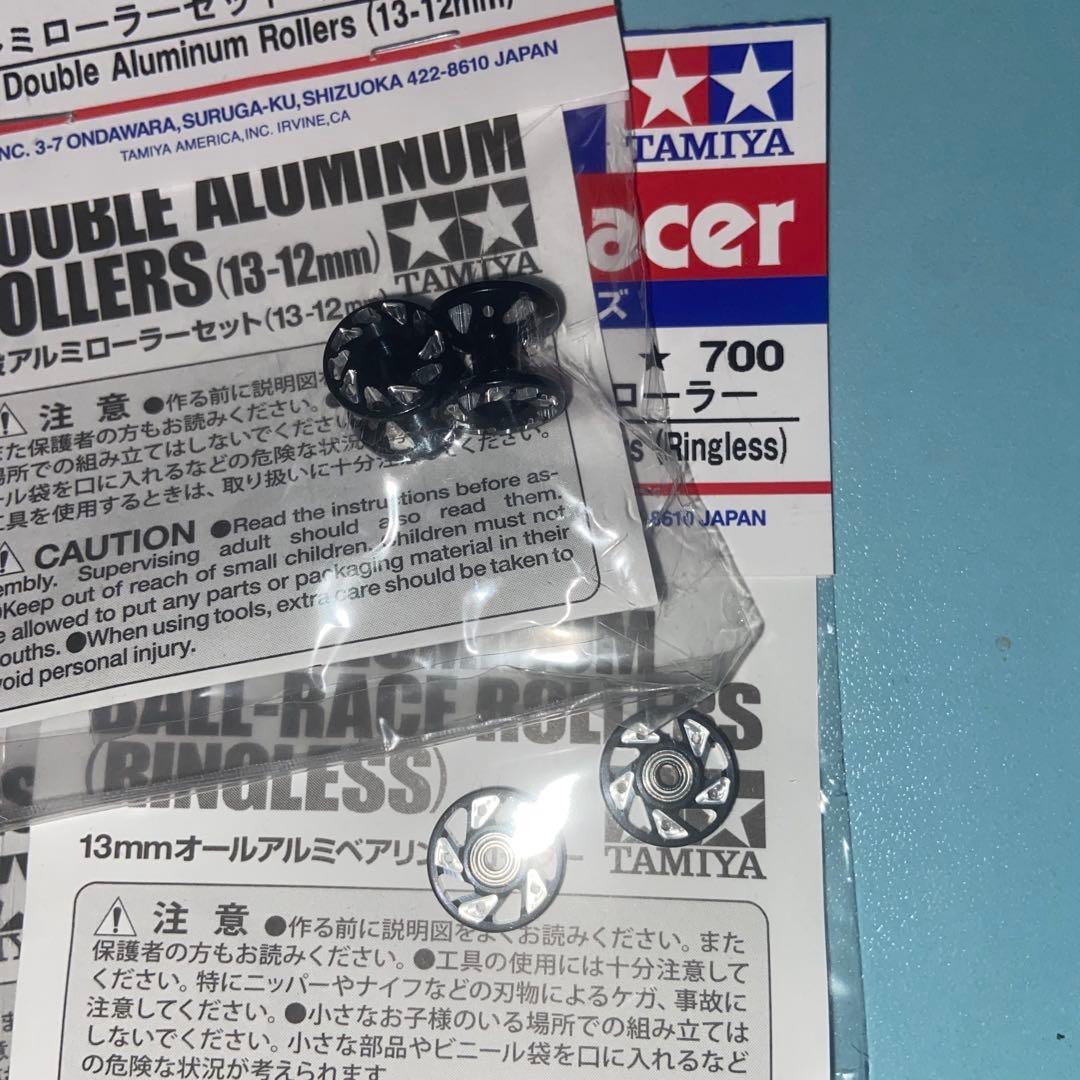 ミローラーセット
Double Aluminum Rollers (13-12mm)
NC. 3-7 ONDAWARA, SURUGA-KU, SHIZUOKA 422-8610 JAPAN
TAMIYA AMERICA, INC. IRVINE, CA
DOUBLE ALUMINUM
OLLERS (13-12mm)
TAMIYA
アルミローラーセット(13-12mm)
注意 ●作る前に説明図を
また保護者の方もお読みください。
場所での組み立てはしないでください。
ール袋を口に入れるなどの危険な状況
工具を使用するときは、取り扱いに十分注意してください。
CAUTION ●Read the instructions before as-
embly. Supervising adult should also read them.
●Keep out of reach of small children. Children must not
e allowed to put any parts or packaging material in their
ouths. ●When using tools, extra care should be taken to
void personal injury.
TAMIYA
acer
ズ
★ 700
ローラー
s (Ringless)
8610 JAPAN
BALL-RACE ROLLERS
(RINGLESS)
TAMIYA
13mmオールアルミベアリン
注意 ●作る前に説明図をよくお読みください。また
保護者の方もお読みください。●工具の使用には十分注意して
ください。特にニッパーやナイフなどの刃物によるケガ、事故に
注意してください。●小さなお子様のいる場所での組み立ては
しないでください。小さな部品やビニール袋を口に入れるなど
の危険な状況が考えられます